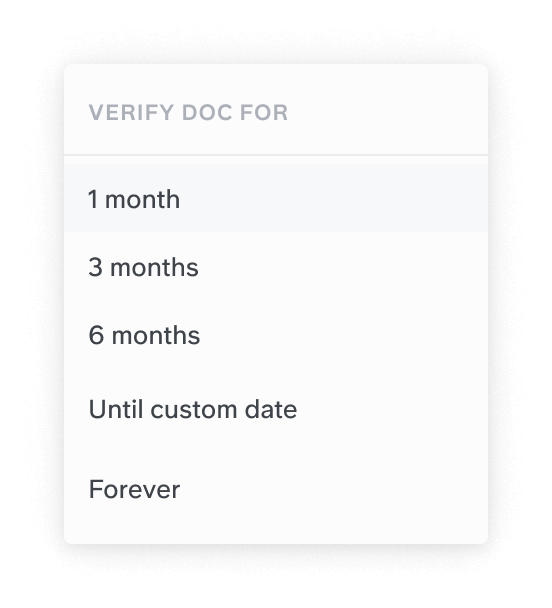 VERIFY DOC FOR
1 month
3 months
6 months
Until custom date
Forever